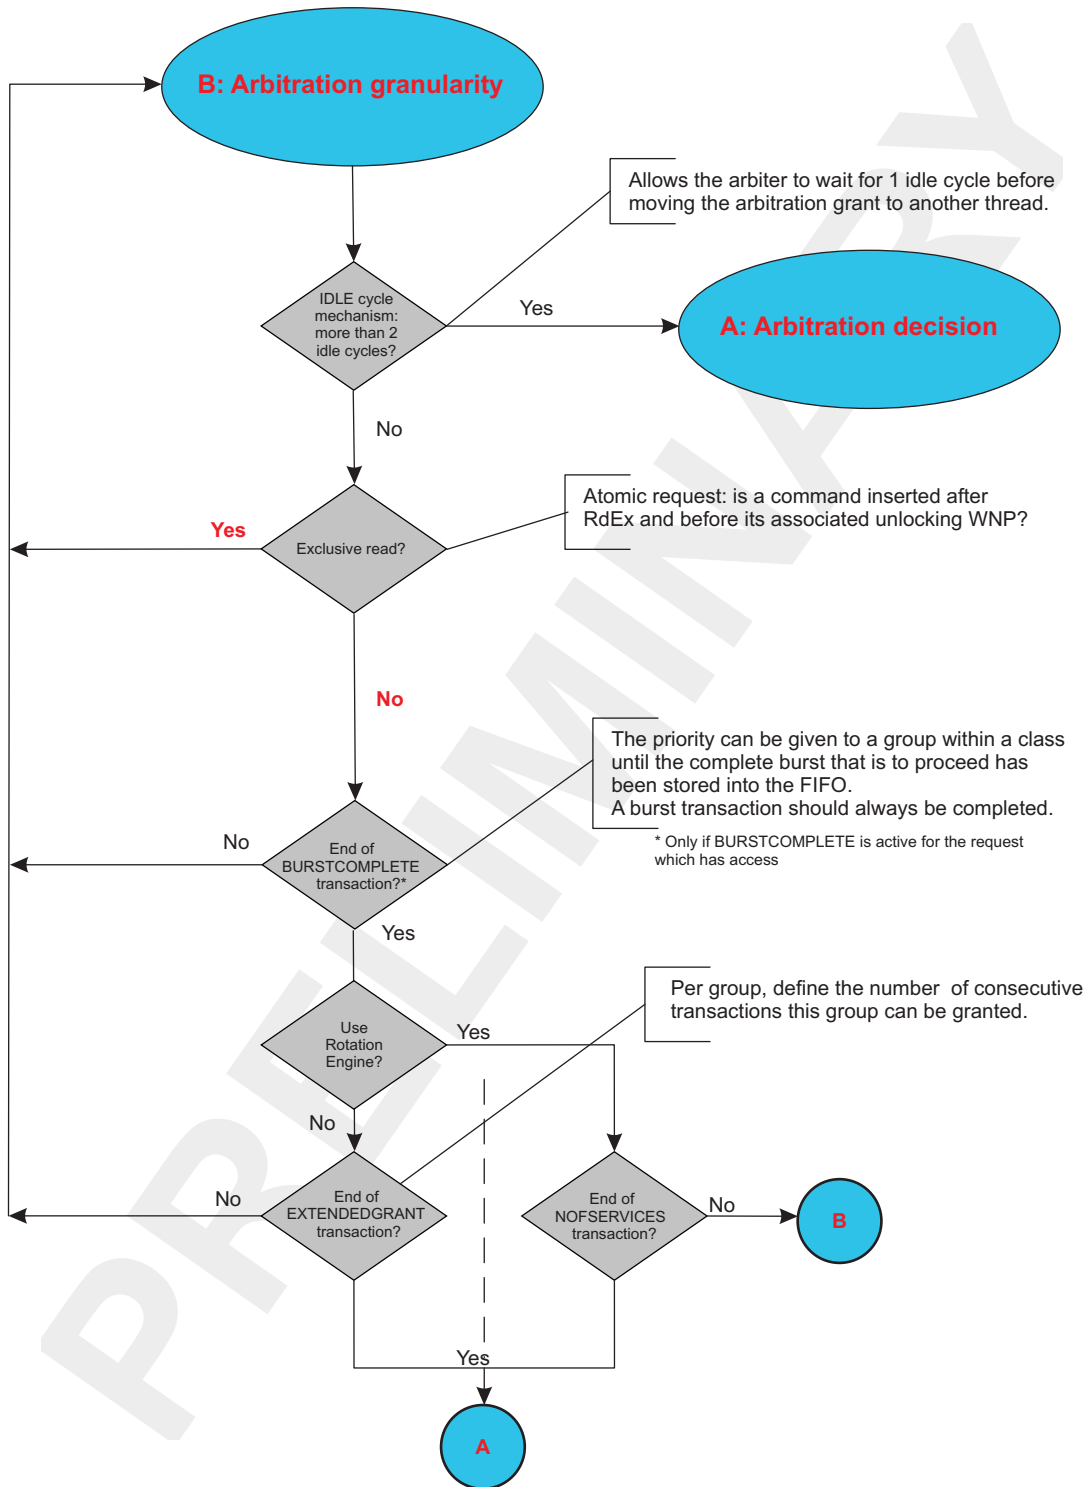 B: Arbitration granularity
Allows the arbiter to wait for 1 idle cycle before
moving the arbitration grant to another thread.
IDLE cycle
mechanism:
more than 2
idle cycles?
Yes
A: Arbitration decision
No
Atomic request: is a command inserted after
RdEx and before its associated unlocking WNP?
Yes
Exclusive read?
No
The priority can be given to a group within a class
until the complete burst that is to proceed has
been stored into the FIFO.
A burst transaction should always be completed.
* Only if BURSTCOMPLETE is active for the request
which has access
No
End of
BURSTCOMPLETE
transaction?*
Yes
Per group, define the number of consecutive
transactions this group can be granted.
Use
Rotation
Engine?
Yes
No
No
End of
EXTENDEDGRANT
transaction?
End of
NOFSERVICES
transaction?
No
B
Yes
A
PRELIMINARY